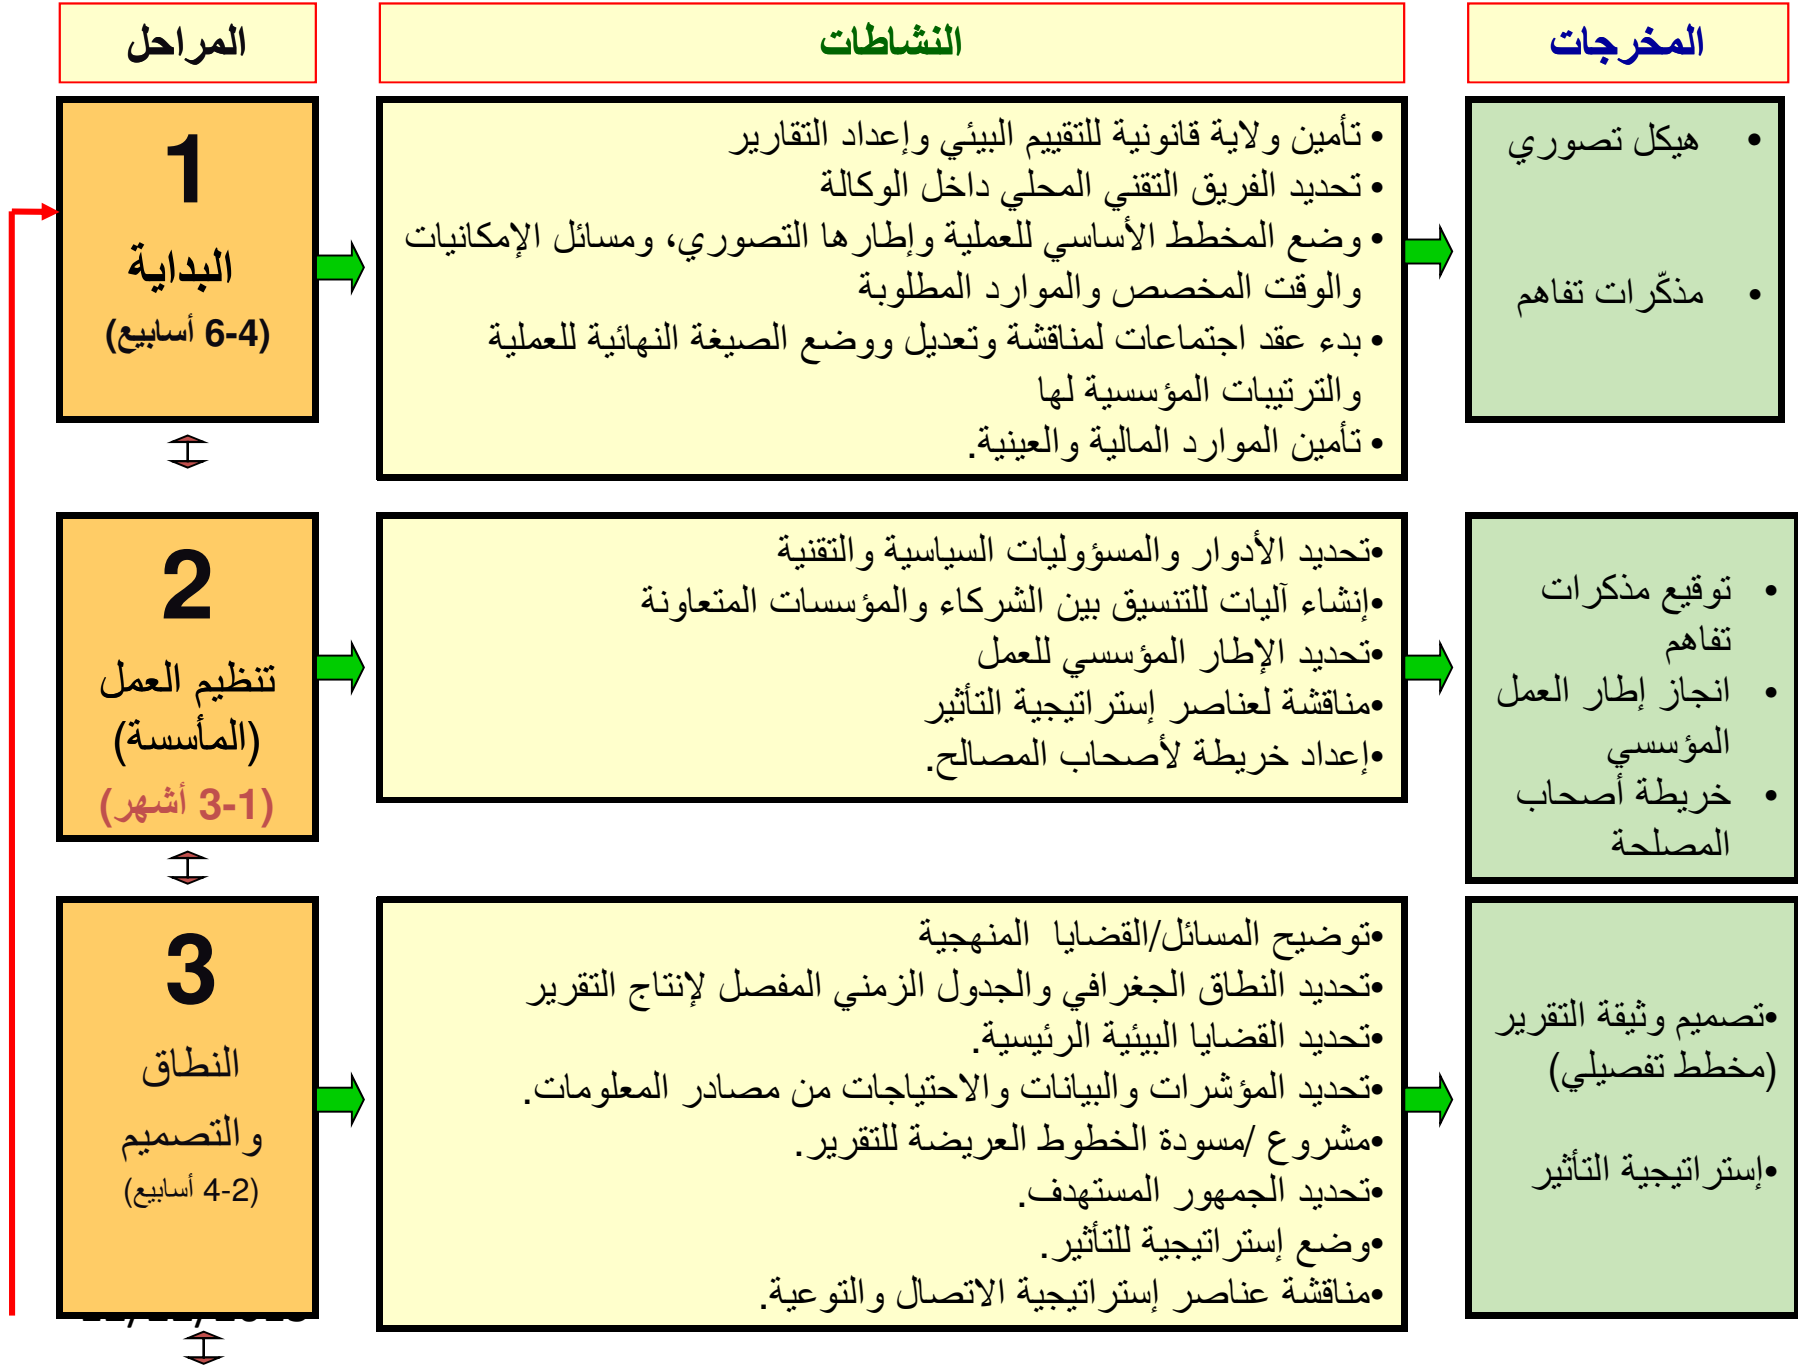 المراحل
النشاطات
المخرجات
1
البداية
(6-4 أسابيع)
• تأمين ولاية قانونية للتقييم البيئي وإعداد التقارير
• تحديد الفريق التقني المحلي داخل الوكالة
• وضع المخطط الأساسي للعملية وإطارها التصوري، ومسائل الإمكانيات
والوقت المخصص والموارد المطلوبة
• بدء عقد اجتماعات لمناقشة وتعديل ووضع الصيغة النهائية للعملية
والترتيبات المؤسسية لها
• تأمين الموارد المالية والعينية.
• هيكل تصوري
• مذكّرات تفاهم
2
تنظيم العمل
(المأسسة)
(3-1 أشهر)
•تحديد الأدوار والمسؤوليات السياسية والتقنية
•إنشاء آليات للتنسيق بين الشركاء والمؤسسات المتعاونة
•تحديد الإطار المؤسسي للعمل
•مناقشة لعناصر إستراتيجية التأثير
•إعداد خريطة لأصحاب المصالح.
• توقيع مذكرات
تفاهم
• انجاز إطار العمل
المؤسسي
• خريطة أصحاب
المصلحة
3
النطاق
والتصميم
(4-2 أسابيع)
•توضيح المسائل/القضايا المنهجية
•تحديد النطاق الجغرافي والجدول الزمني المفصل لإنتاج التقرير
•تحديد القضايا البيئية الرئيسية.
•تحديد المؤشرات والبيانات والاحتياجات من مصادر المعلومات.
•مشروع /مسودة الخطوط العريضة للتقرير.
•تحديد الجمهور المستهدف.
•وضع إستراتيجية للتأثير.
•مناقشة عناصر إستراتيجية الاتصال والتوعية.
•تصميم وثيقة التقرير
(مخطط تفصيلي)
•إستراتيجية التأثير